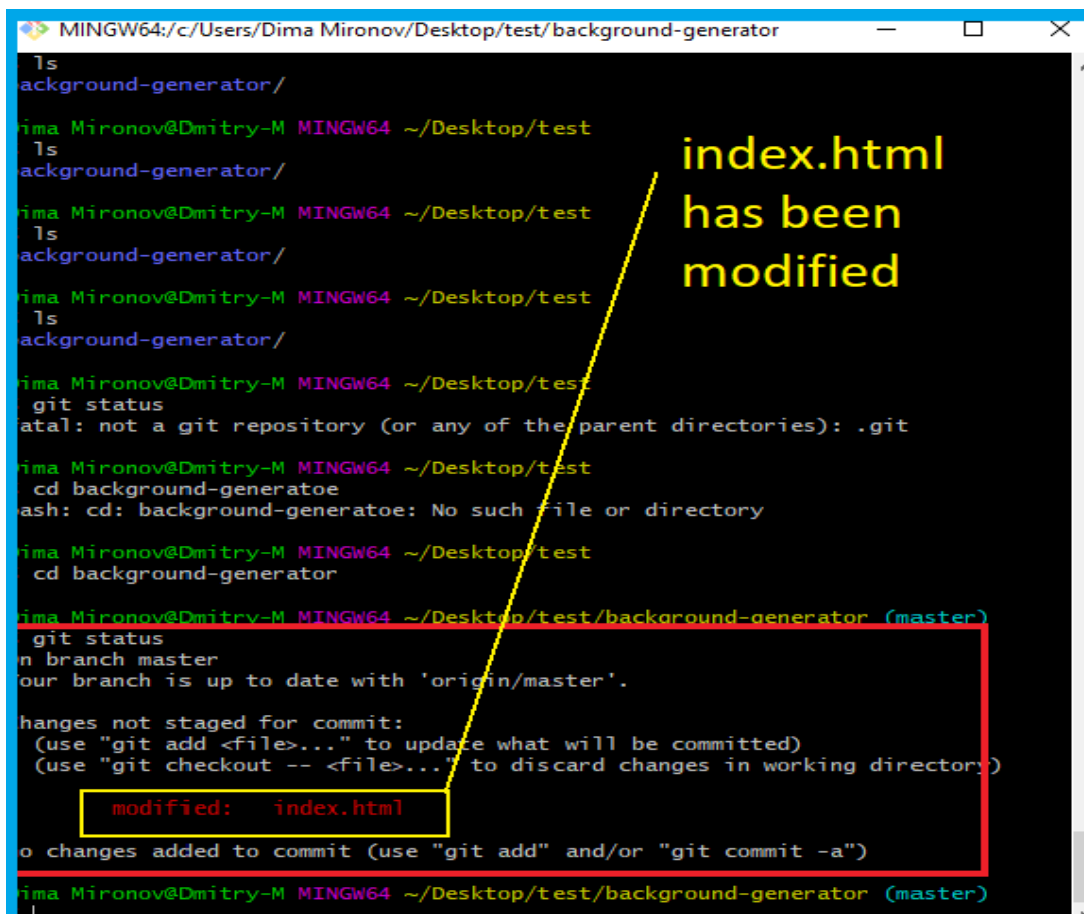 MINGW64:/c/Users/Dima Mironov/Desktop/test/background-generator
ls
ackground-generator/
ima Mironov@Dmitry-M MINGW64 ~/Desktop/test
ls
ackground-generator/
ima Mironov@Dmitry-M MINGW64 ~/Desktop/test
ls
ackground-generator/
ima Mironov@Dmitry-M MINGW64 ~/Desktop/test
ls
ackground-generator/
index.html
has been
modified
ima Mironov@Dmitry-M MINGW64 ~/Desktop/test
git status
atal: not a git repository (or any of the parent directories): .git
ima Mironov@Dmitry-M MINGW64 ~/Desktop/test
cd background-generatoe
ash: cd: background-generatoe: No such file or directory
ima Mironov@Dmitry-M MINGW64 ~/Desktop/test
cd background-generator
ima Mironov@Dmitry-M MINGW64 ~/Desktop/test/background-generator (master)
git status
n branch master
our branch is up to date with 'origin/master'.
hanges not staged for commit:
(use "git add <file>..." to update what will be committed)
(use "git checkout -- <file>..." to discard changes in working directory)
modified: index.html
o changes added to commit (use "git add" and/or "git commit -a")
ima Mironov@Dmitry-M MINGW64 ~/Desktop/test/background-generator (master)